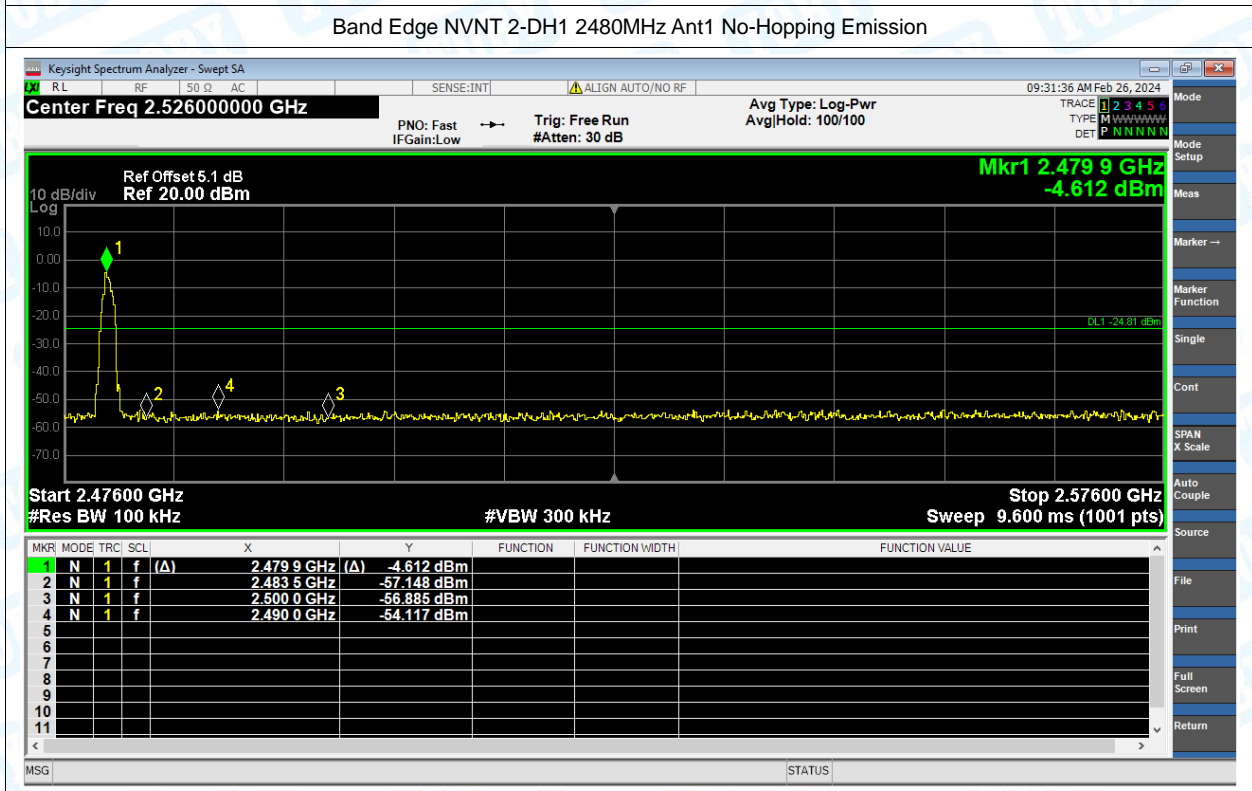 Band Edge NVNT 2-DH1 2480MHz Ant1 No-Hopping Emission
Keysight Spectrum Analyzer - Swept SA
LXI RL RF 50 Ω AC SENSE:INT ALIGN AUTO/NO RF 09:31:36 AM Feb 26, 2024
Center Freq 2.526000000 GHz
PNO: Fast
IFGain:Low
Trig: Free Run
#Atten: 30 dB
Avg Type: Log-Pwr
Avg|Hold: 100/100
TRACE 1 2 3 4 5 6
TYPE M WWWWW
DET P N N N N N
Mkr1 2.479 9 GHz
-4.612 dBm
Ref Offset 5.1 dB
10 dB/div Ref 20.00 dBm
Log
10.0
0.00
-10.0
-20.0
-30.0
-40.0
-50.0
-60.0
-70.0
1
2
4
3
DL1 -24.81 dBm
Start 2.47600 GHz Stop 2.57600 GHz
#Res BW 100 kHz #VBW 300 kHz Sweep 9.600 ms (1001 pts)
MKR MODE TRC SCL X Y FUNCTION FUNCTION WIDTH FUNCTION VALUE
1 N 1 f (Δ) 2.479 9 GHz (Δ) -4.612 dBm
2 N 1 f 2.483 5 GHz -57.148 dBm
3 N 1 f 2.500 0 GHz -56.885 dBm
4 N 1 f 2.490 0 GHz -54.117 dBm
5
6
7
8
9
10
11
MSG STATUS
Mode
Mode
Setup
Meas
Marker →
Marker
Function
Single
Cont
SPAN
X Scale
Auto
Couple
Source
File
Print
Full
Screen
Return